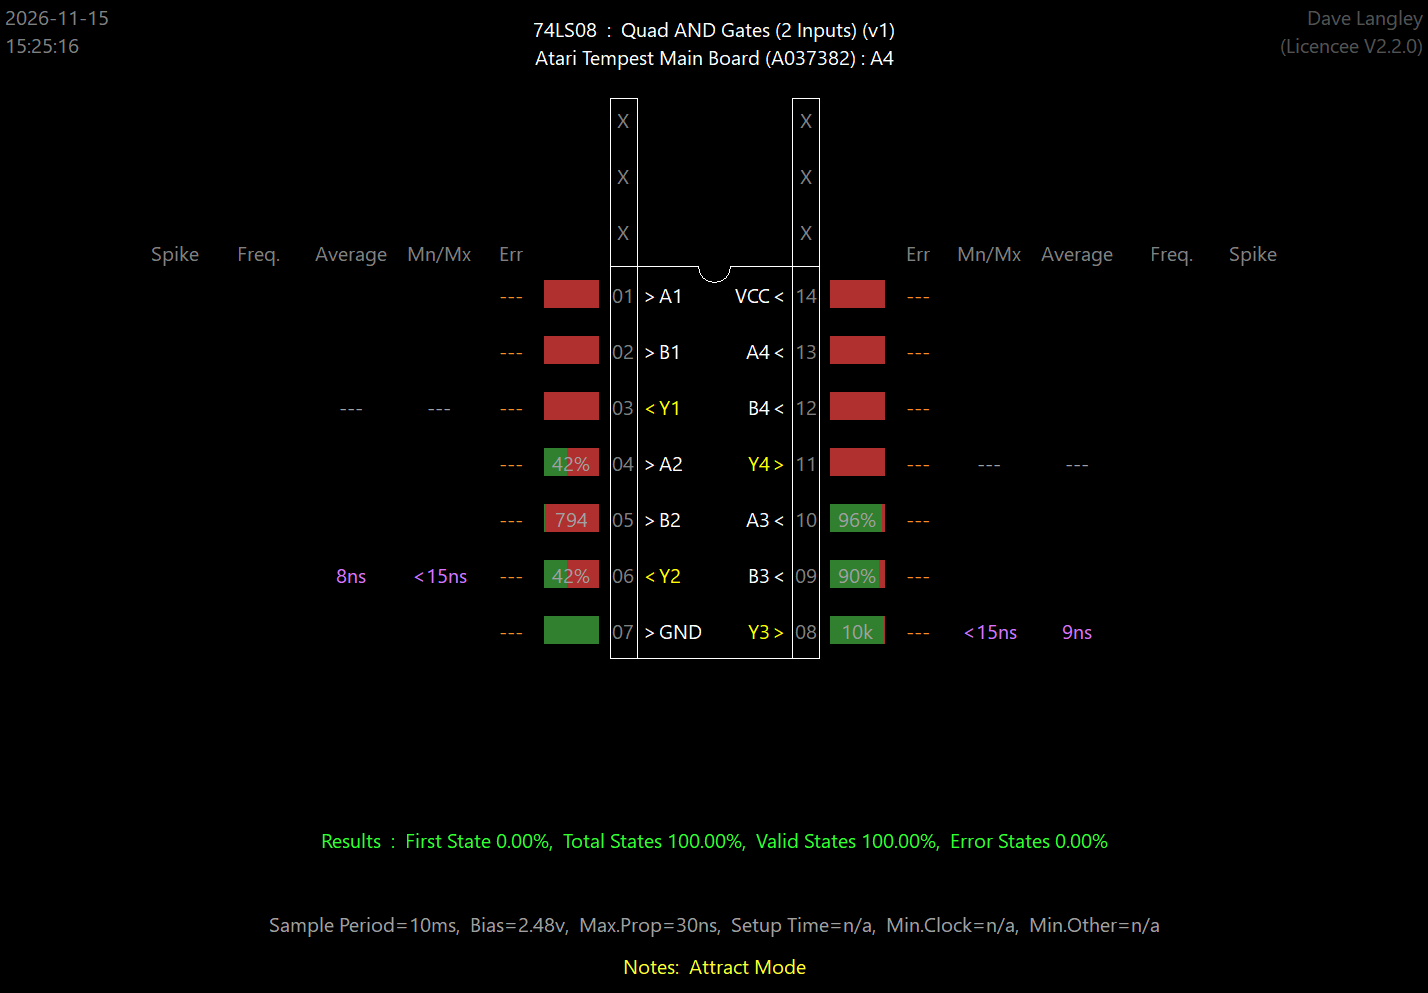 2026-11-15
15:25:16
74LS08 : Quad AND Gates (2 Inputs) (v1)
Atari Tempest Main Board (A037382) : A4
Dave Langley
(Licencee V2.2.0)
X X
X X
X X
Spike Freq. Average Mn/Mx Err Err Mn/Mx Average Freq. Spike
--- 01 >A1 VCC< 14 ---
--- 02 >B1 A4< 13 ---
--- --- --- 03 <Y1 B4< 12 ---
--- 42% 04 >A2 Y4> 11 --- --- ---
--- 794 05 >B2 A3< 10 96% ---
8ns <15ns --- 42% 06 <Y2 B3< 09 90% ---
--- 07 >GND Y3> 08 10k --- <15ns 9ns
Results : First State 0.00%, Total States 100.00%, Valid States 100.00%, Error States 0.00%
Sample Period=10ms, Bias=2.48v, Max.Prop=30ns, Setup Time=n/a, Min.Clock=n/a, Min.Other=n/a
Notes: Attract Mode